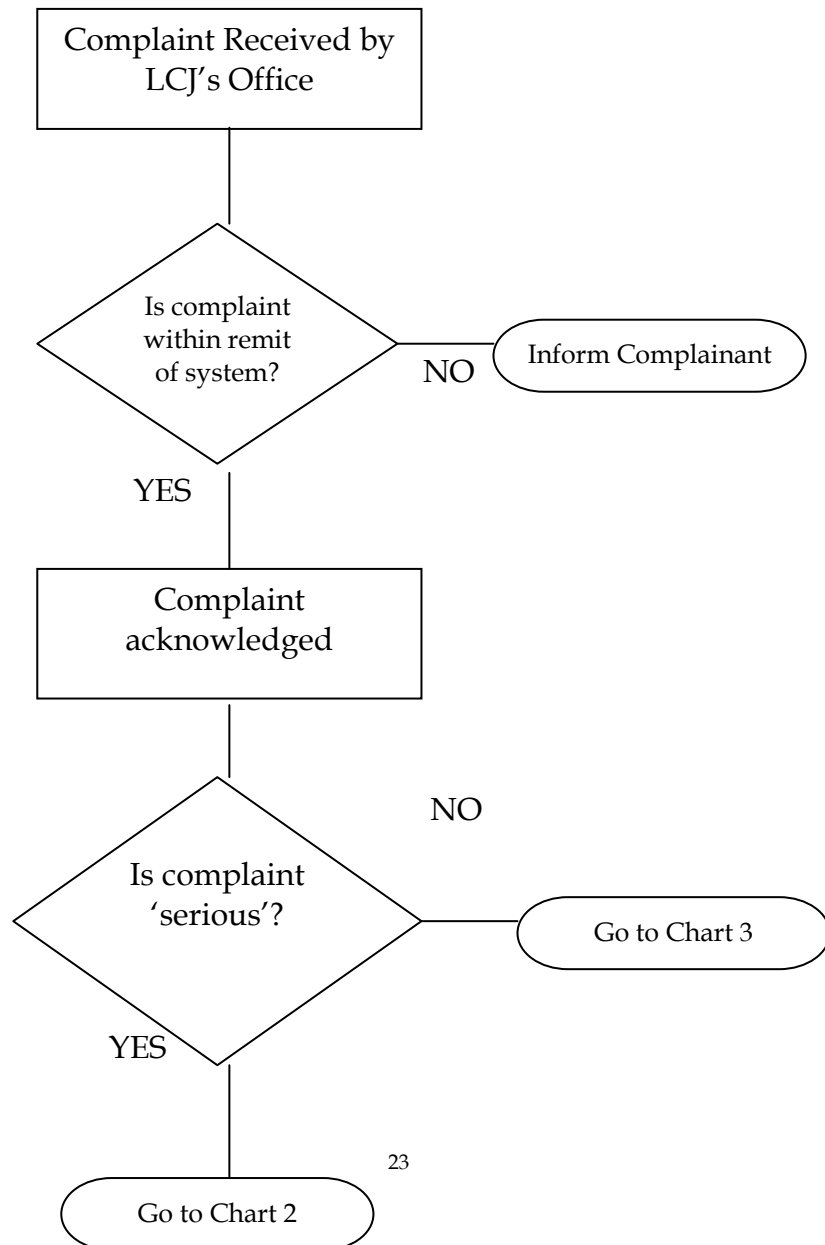 Complaint Received by
LCJ’s Office
Is complaint
within remit
of system?
NO
Inform Complainant
YES
Complaint
acknowledged
NO
Is complaint
‘serious’?
Go to Chart 3
YES
23
Go to Chart 2